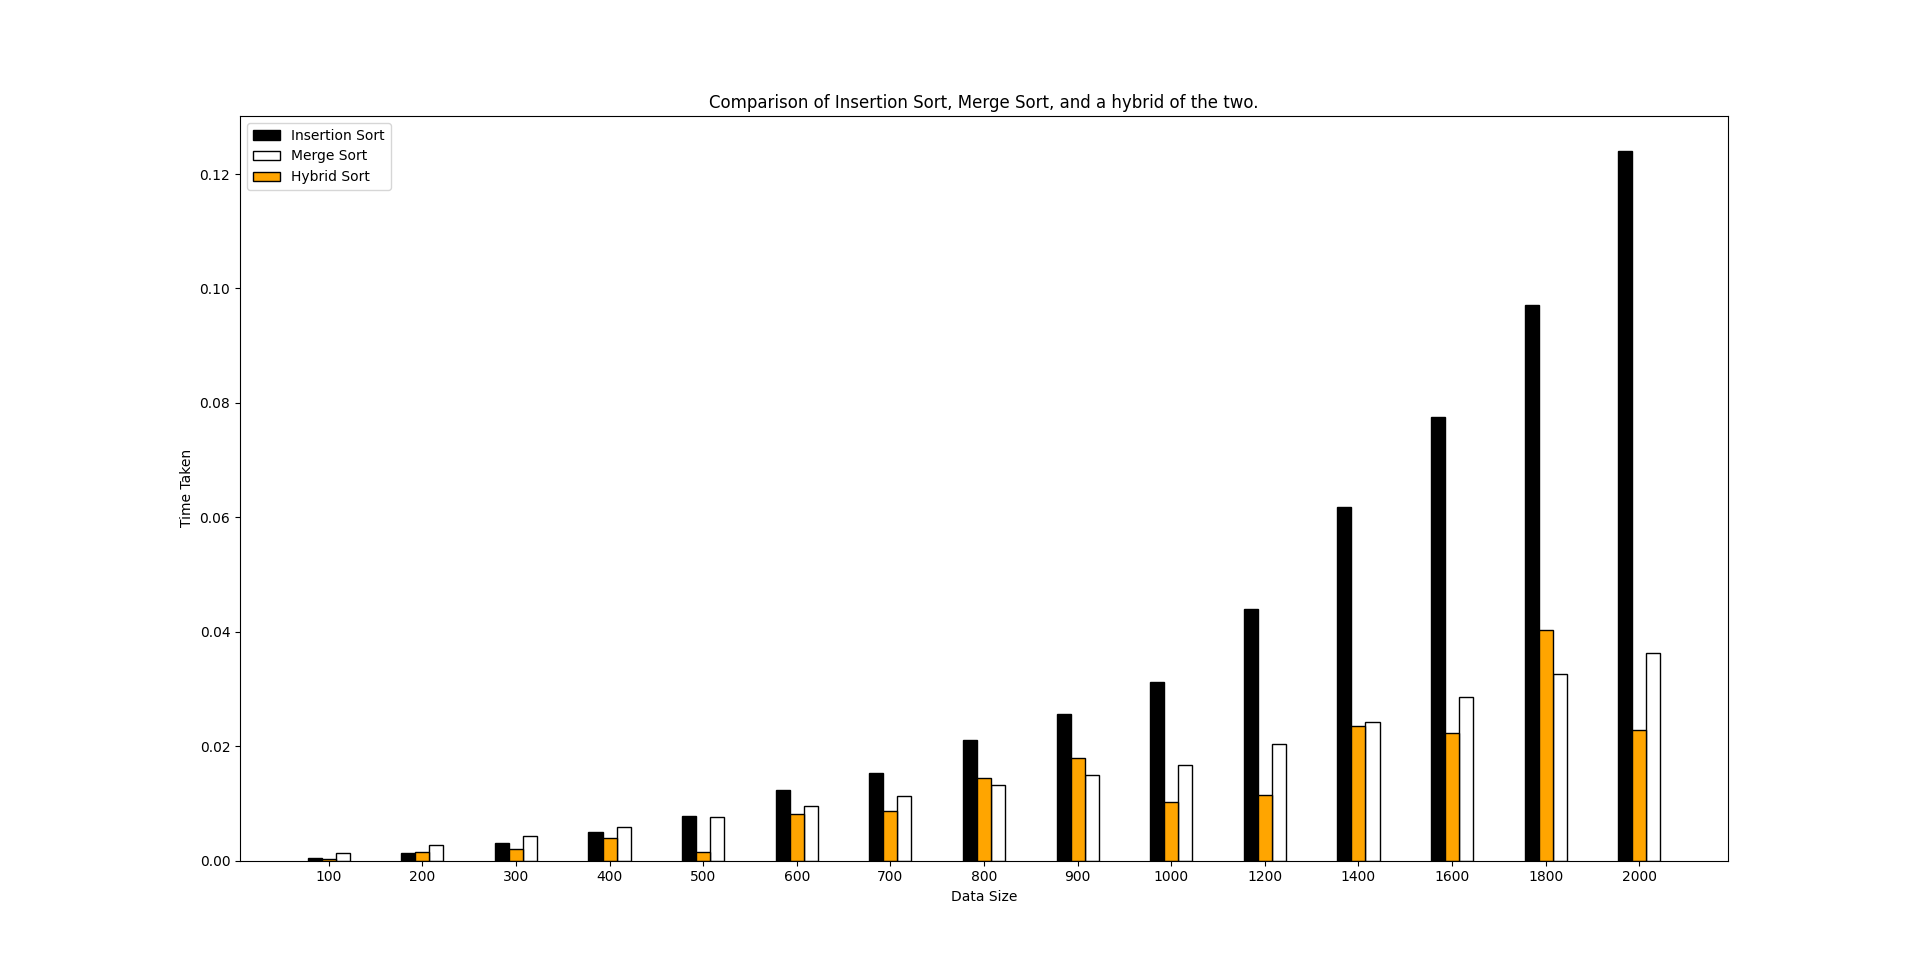 Comparison of Insertion Sort, Merge Sort, and a hybrid of the two.
Insertion Sort
Merge Sort
Hybrid Sort
0.12
0.10
0.08
0.06
0.04
0.02
0.00
Time Taken
100 200 300 400 500 600 700 800 900 1000 1200 1400 1600 1800 2000
Data Size